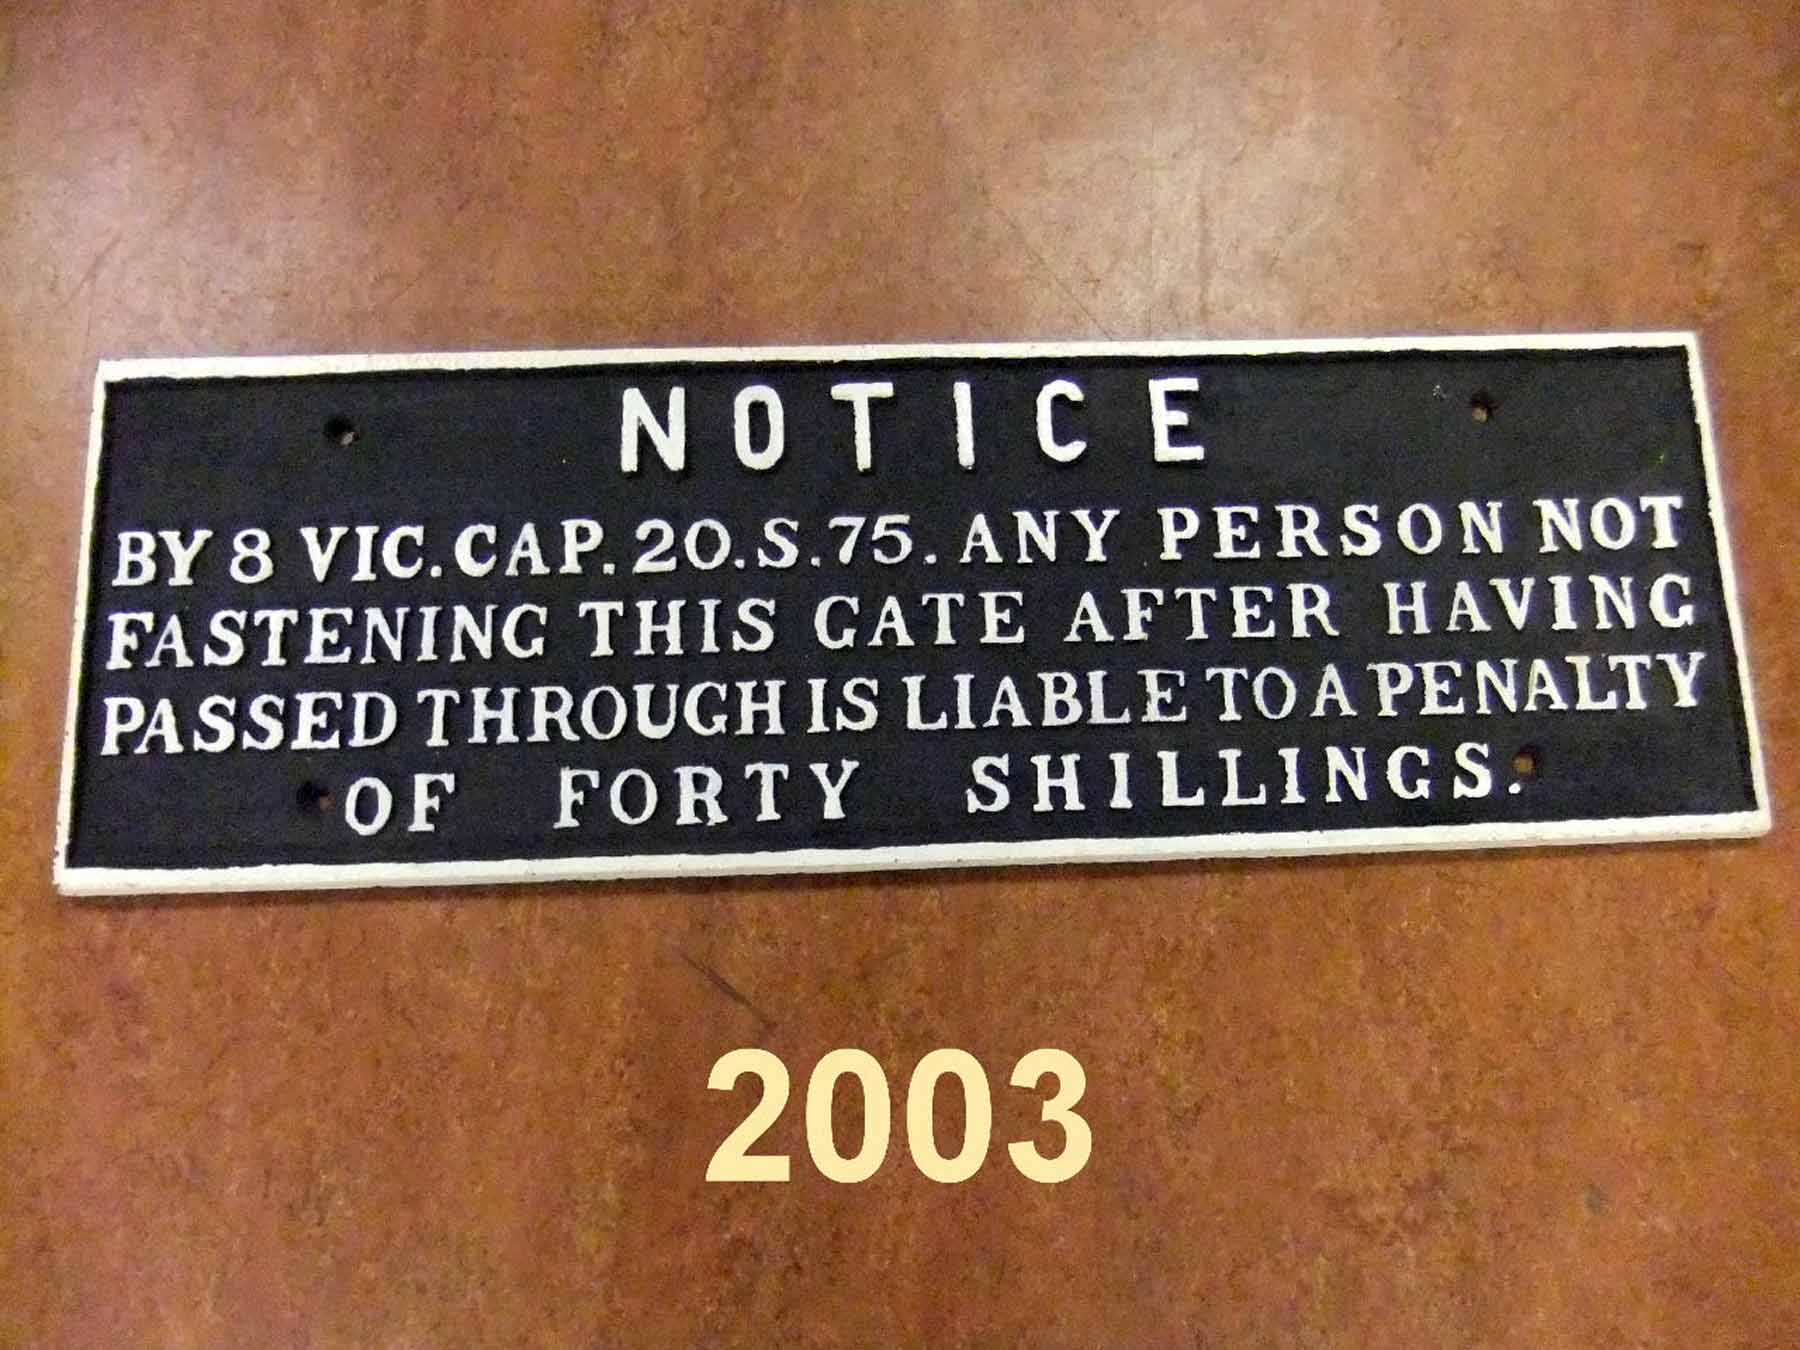 NOTICE
BY 8 VIC. CAP. 20. S. 75. ANY PERSON NOT
FASTENING THIS GATE AFTER HAVING
PASSED THROUGH IS LIABLE TO A PENALTY
OF FORTY SHILLINGS.
2003